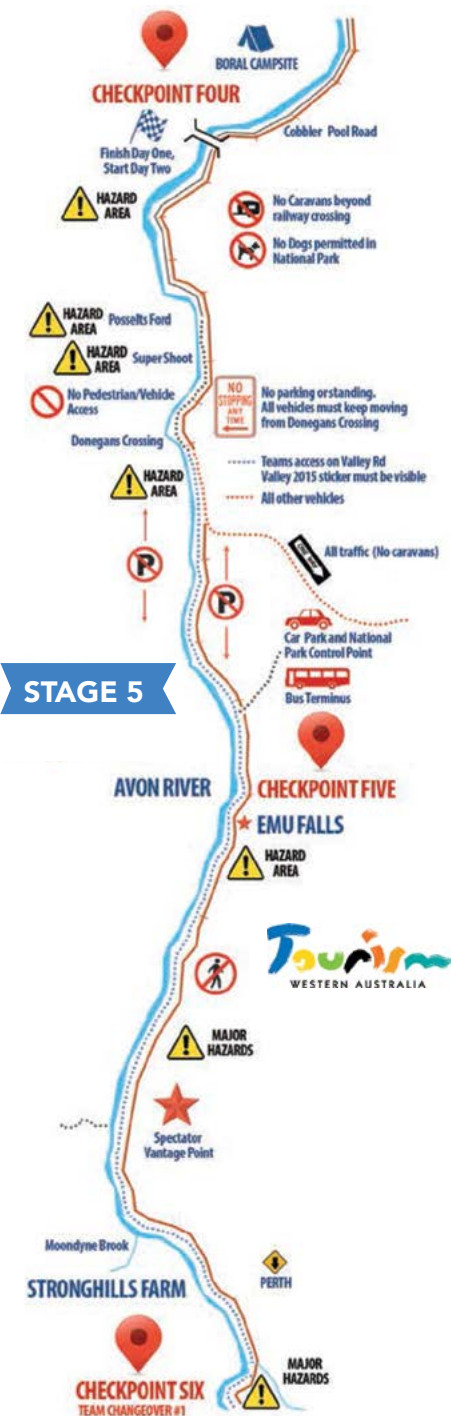 BORAL CAMPSITE
CHECKPOINT FOUR
Cobbler Pool Road
Finish Day One,
Start Day Two
HAZARD
AREA
No Caravans beyond
railway crossing
No Dogs permitted in
National Park
HAZARD
AREA
Posselts Ford
HAZARD
AREA
Super Shoot
No Pedestrian/Vehicle
Access
NO
STOPPING
ANY
TIME
No parking or standing.
All vehicles must keep moving
from Donegans Crossing
Donegans Crossing
Teams access on Valley Rd
Valley 2015 sticker must be visible
HAZARD
AREA
All other vehicles
ONE WAY
All traffic (No caravans)
P
P
Car Park and National
Park Control Point
STAGE 5
Bus Terminus
AVON RIVER
CHECKPOINT FIVE
EMU FALLS
HAZARD
AREA
Tourism
WESTERN AUSTRALIA
MAJOR
HAZARDS
Spectator
Vantage Point
Moondyne Brook
PERTH
STRONGHILLS FARM
MAJOR
HAZARDS
CHECKPOINT SIX
TEAM CHANGEOVER #1